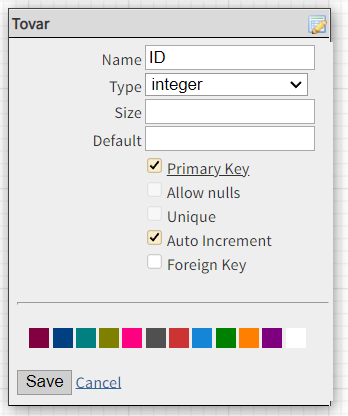 Tovar
Name ID
Type integer
Size
Default
Primary Key
Allow nulls
Unique
Auto Increment
Foreign Key
Save Cancel